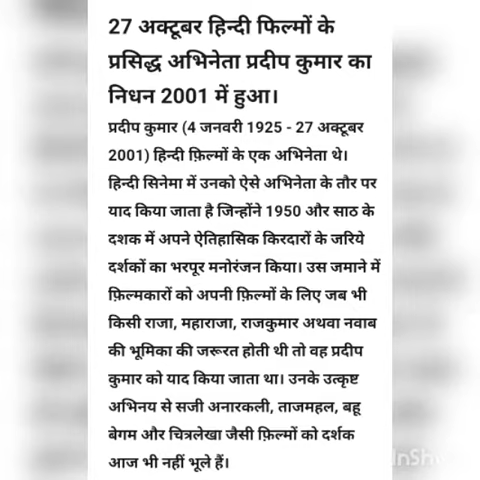 27 अक्टूबर हिन्दी फिल्मों के
प्रसिद्ध अभिनेता प्रदीप कुमार का
निधन 2001 में हुआ।
प्रदीप कुमार (4 जनवरी 1925 - 27 अक्टूबर
2001) हिन्दी फ़िल्मों के एक अभिनेता थे।
हिन्दी सिनेमा में उनको ऐसे अभिनेता के तौर पर
याद किया जाता है जिन्होंने 1950 और साठ के
दशक में अपने ऐतिहासिक किरदारों के जरिये
दर्शकों का भरपूर मनोरंजन किया। उस जमाने में
फ़िल्मकारों को अपनी फ़िल्मों के लिए जब भी
किसी राजा, महाराजा, राजकुमार अथवा नवाब
की भूमिका की जरूरत होती थी तो वह प्रदीप
कुमार को याद किया जाता था। उनके उत्कृष्ट
अभिनय से सजी अनारकली, ताजमहल, बहू
बेगम और चित्रलेखा जैसी फ़िल्मों को दर्शक
आज भी नहीं भूले हैं।